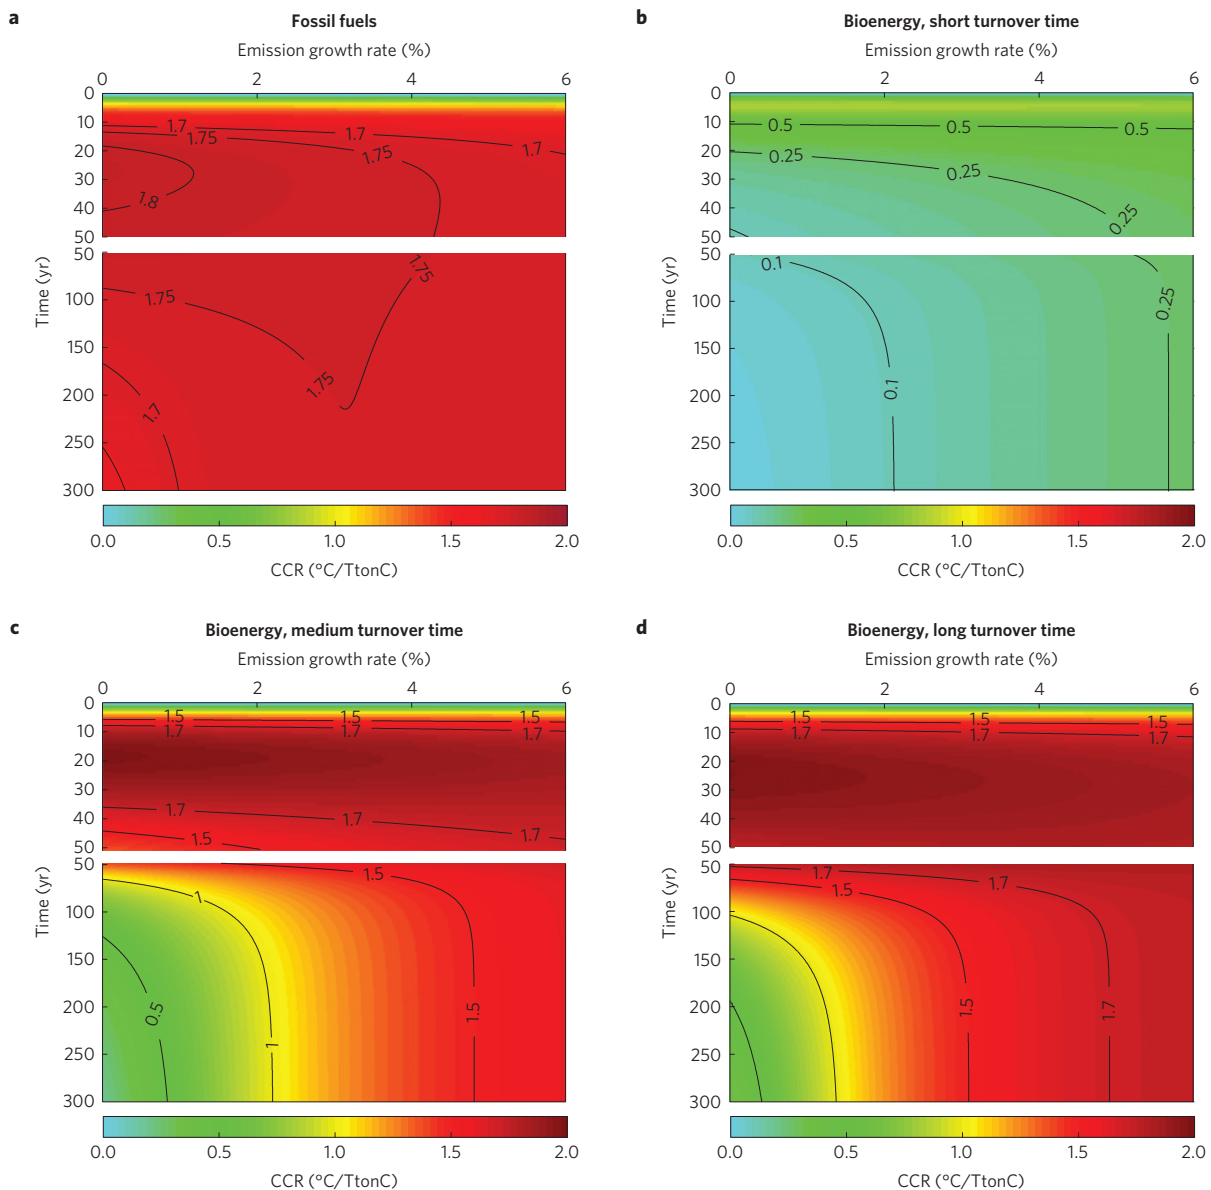 a
Fossil fuels
Emission growth rate (%)
0 2 4 6
0
10
20
30
40
50
1.7 1.7 1.7
1.75 1.75
1.8
50
100
150
200
250
300
Time (yr)
1.75
1.75
1.75
1.7
0.0 0.5 1.0 1.5 2.0
CCR (°C/TtonC)
b
Bioenergy, short turnover time
Emission growth rate (%)
0 2 4 6
0
10
20
30
40
50
0.5 0.5 0.5
0.25 0.25 0.25
50
100
150
200
250
300
Time (yr)
0.1
0.1
0.25
0.0 0.5 1.0 1.5 2.0
CCR (°C/TtonC)
c
Bioenergy, medium turnover time
Emission growth rate (%)
0 2 4 6
0
10
20
30
40
50
1.5 1.5 1.5
1.7 1.7 1.7
1.7 1.7 1.7
1.5
50
100
150
200
250
300
Time (yr)
1.5
1
0.5
1
1.5
0.0 0.5 1.0 1.5 2.0
CCR (°C/TtonC)
d
Bioenergy, long turnover time
Emission growth rate (%)
0 2 4 6
0
10
20
30
40
50
1.5 1.5 1.5
1.7 1.7 1.7
50
100
150
200
250
300
Time (yr)
1.7 1.7
1.5
1.5
1.7
0.0 0.5 1.0 1.5 2.0
CCR (°C/TtonC)